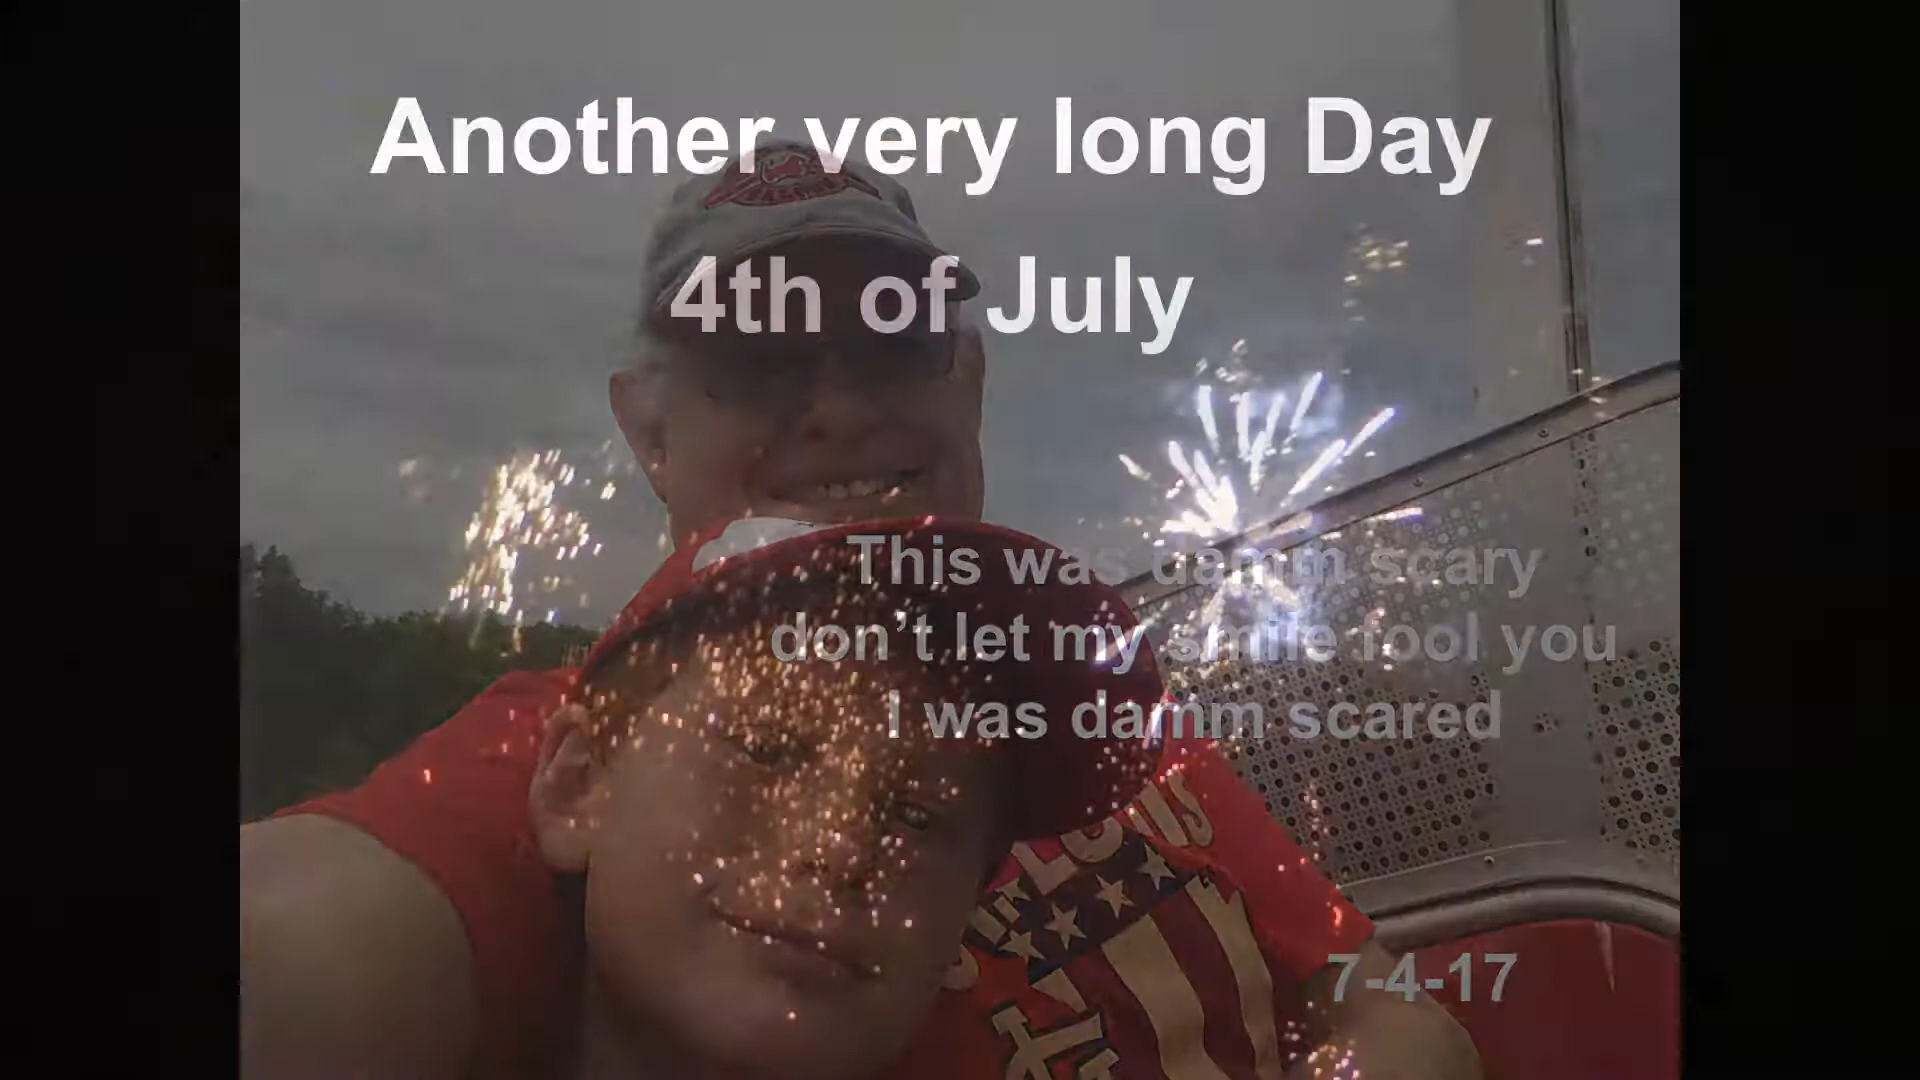 Another very long Day
4th of July
This was damm scary
don't let my smile fool you
I was damm scared
LOUIS
7-4-17